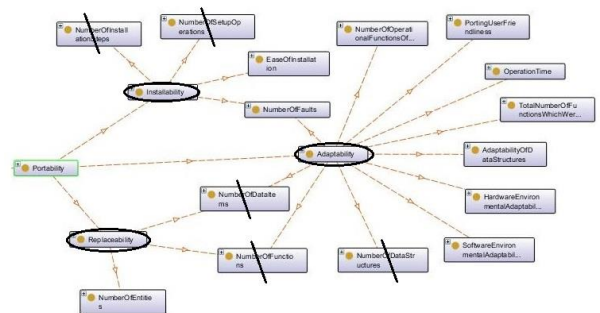 NumberOfInstall
ationSteps
NumberOfSetupOp
erations
NumberOfOperati
onalFunctionsOf...
PortingUserFrie
ndliness
EaseOfInstallat
ion
OperationTime
Installability
NumberOfFaults
TotalNumberOfFu
nctionsWhichWer...
Adaptability
AdaptabilityOfD
ataStructures
Portability
NumberOfDataIte
ms
HardwareEnviron
mentalAdaptabil...
Replaceability
NumberOfFunctio
ns
NumberOfDataStr
uctures
SoftwareEnviron
mentalAdaptabil...
NumberOfEntitie
s